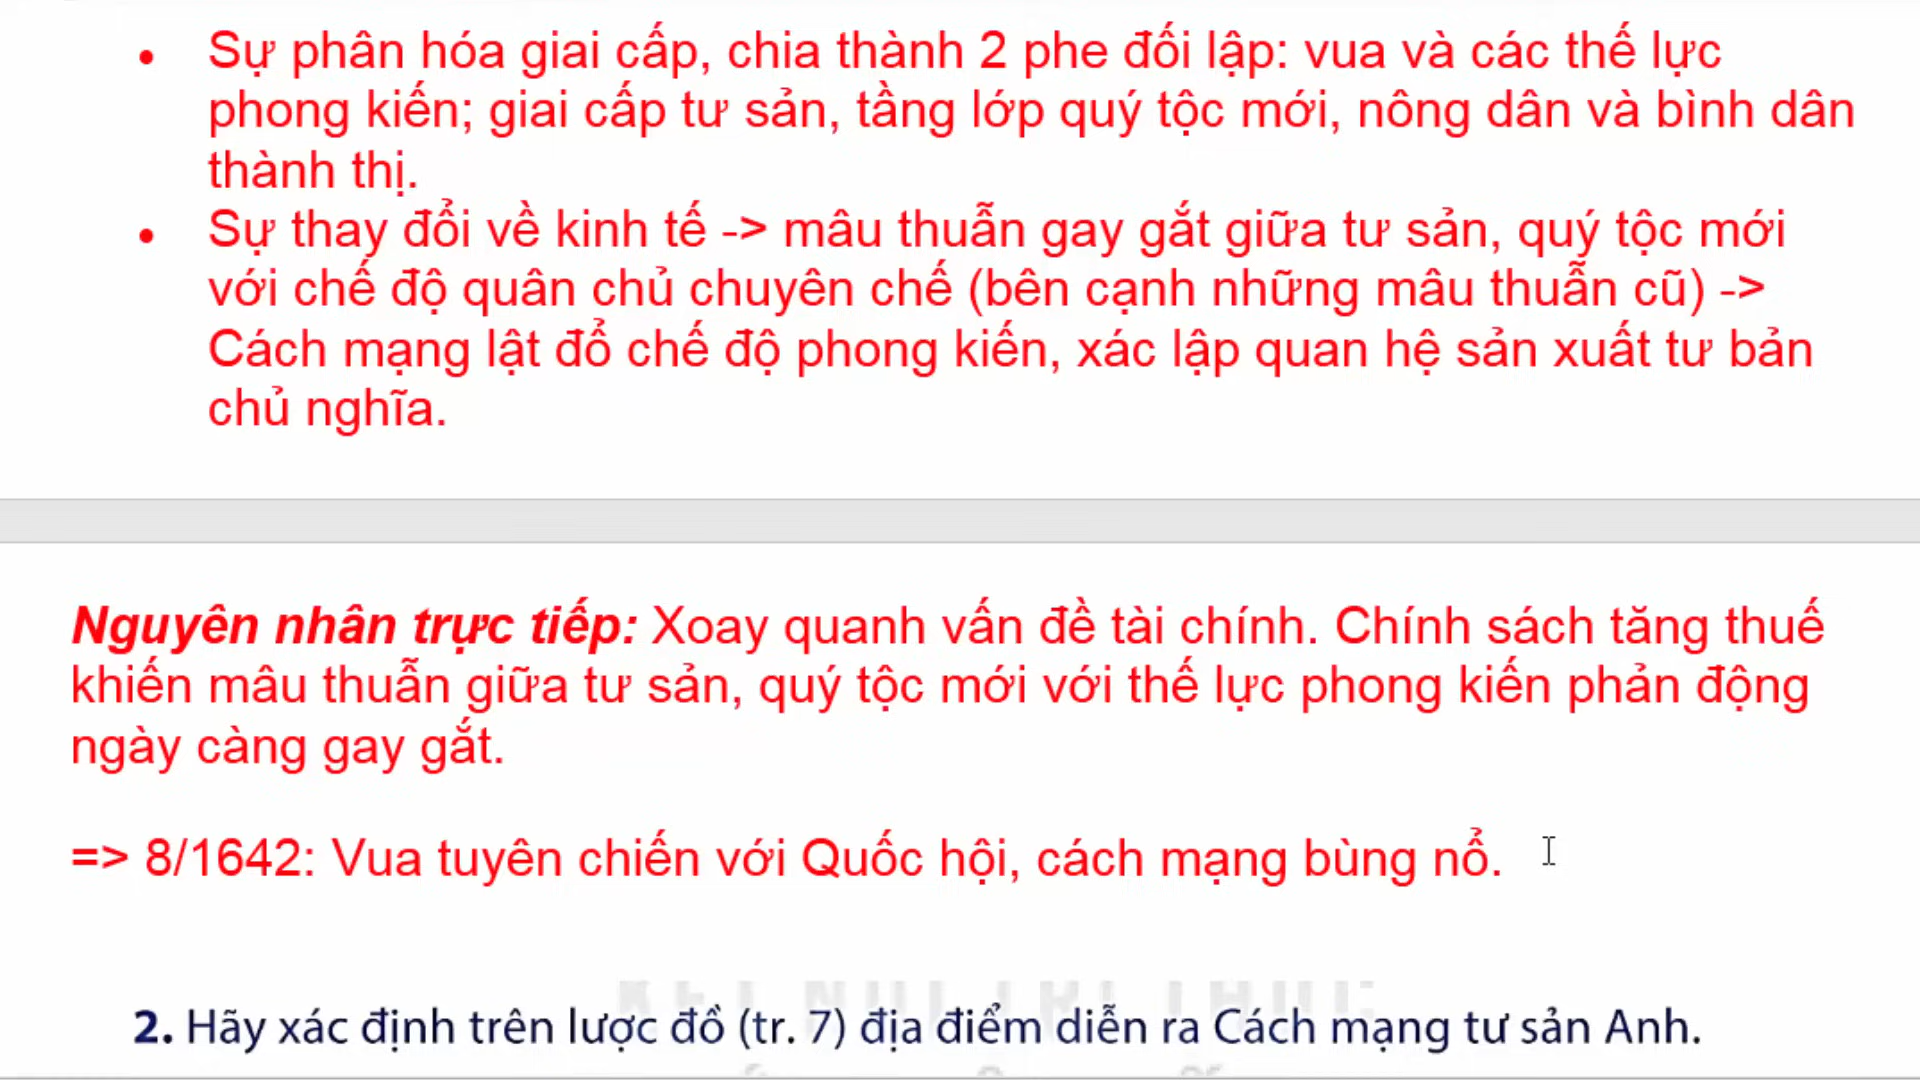 • Sự phân hóa giai cấp, chia thành 2 phe đối lập: vua và các thế lực
phong kiến; giai cấp tư sản, tầng lớp quý tộc mới, nông dân và bình dân
thành thị.
• Sự thay đổi về kinh tế -> mâu thuẫn gay gắt giữa tư sản, quý tộc mới
với chế độ quân chủ chuyên chế (bên cạnh những mâu thuẫn cũ) ->
Cách mạng lật đổ chế độ phong kiến, xác lập quan hệ sản xuất tư bản
chủ nghĩa.
Nguyên nhân trực tiếp: Xoay quanh vấn đề tài chính. Chính sách tăng thuế
khiến mâu thuẫn giữa tư sản, quý tộc mới với thế lực phong kiến phản động
ngày càng gay gắt.
=> 8/1642: Vua tuyên chiến với Quốc hội, cách mạng bùng nổ.
2. Hãy xác định trên lược đồ (tr. 7) địa điểm diễn ra Cách mạng tư sản Anh.